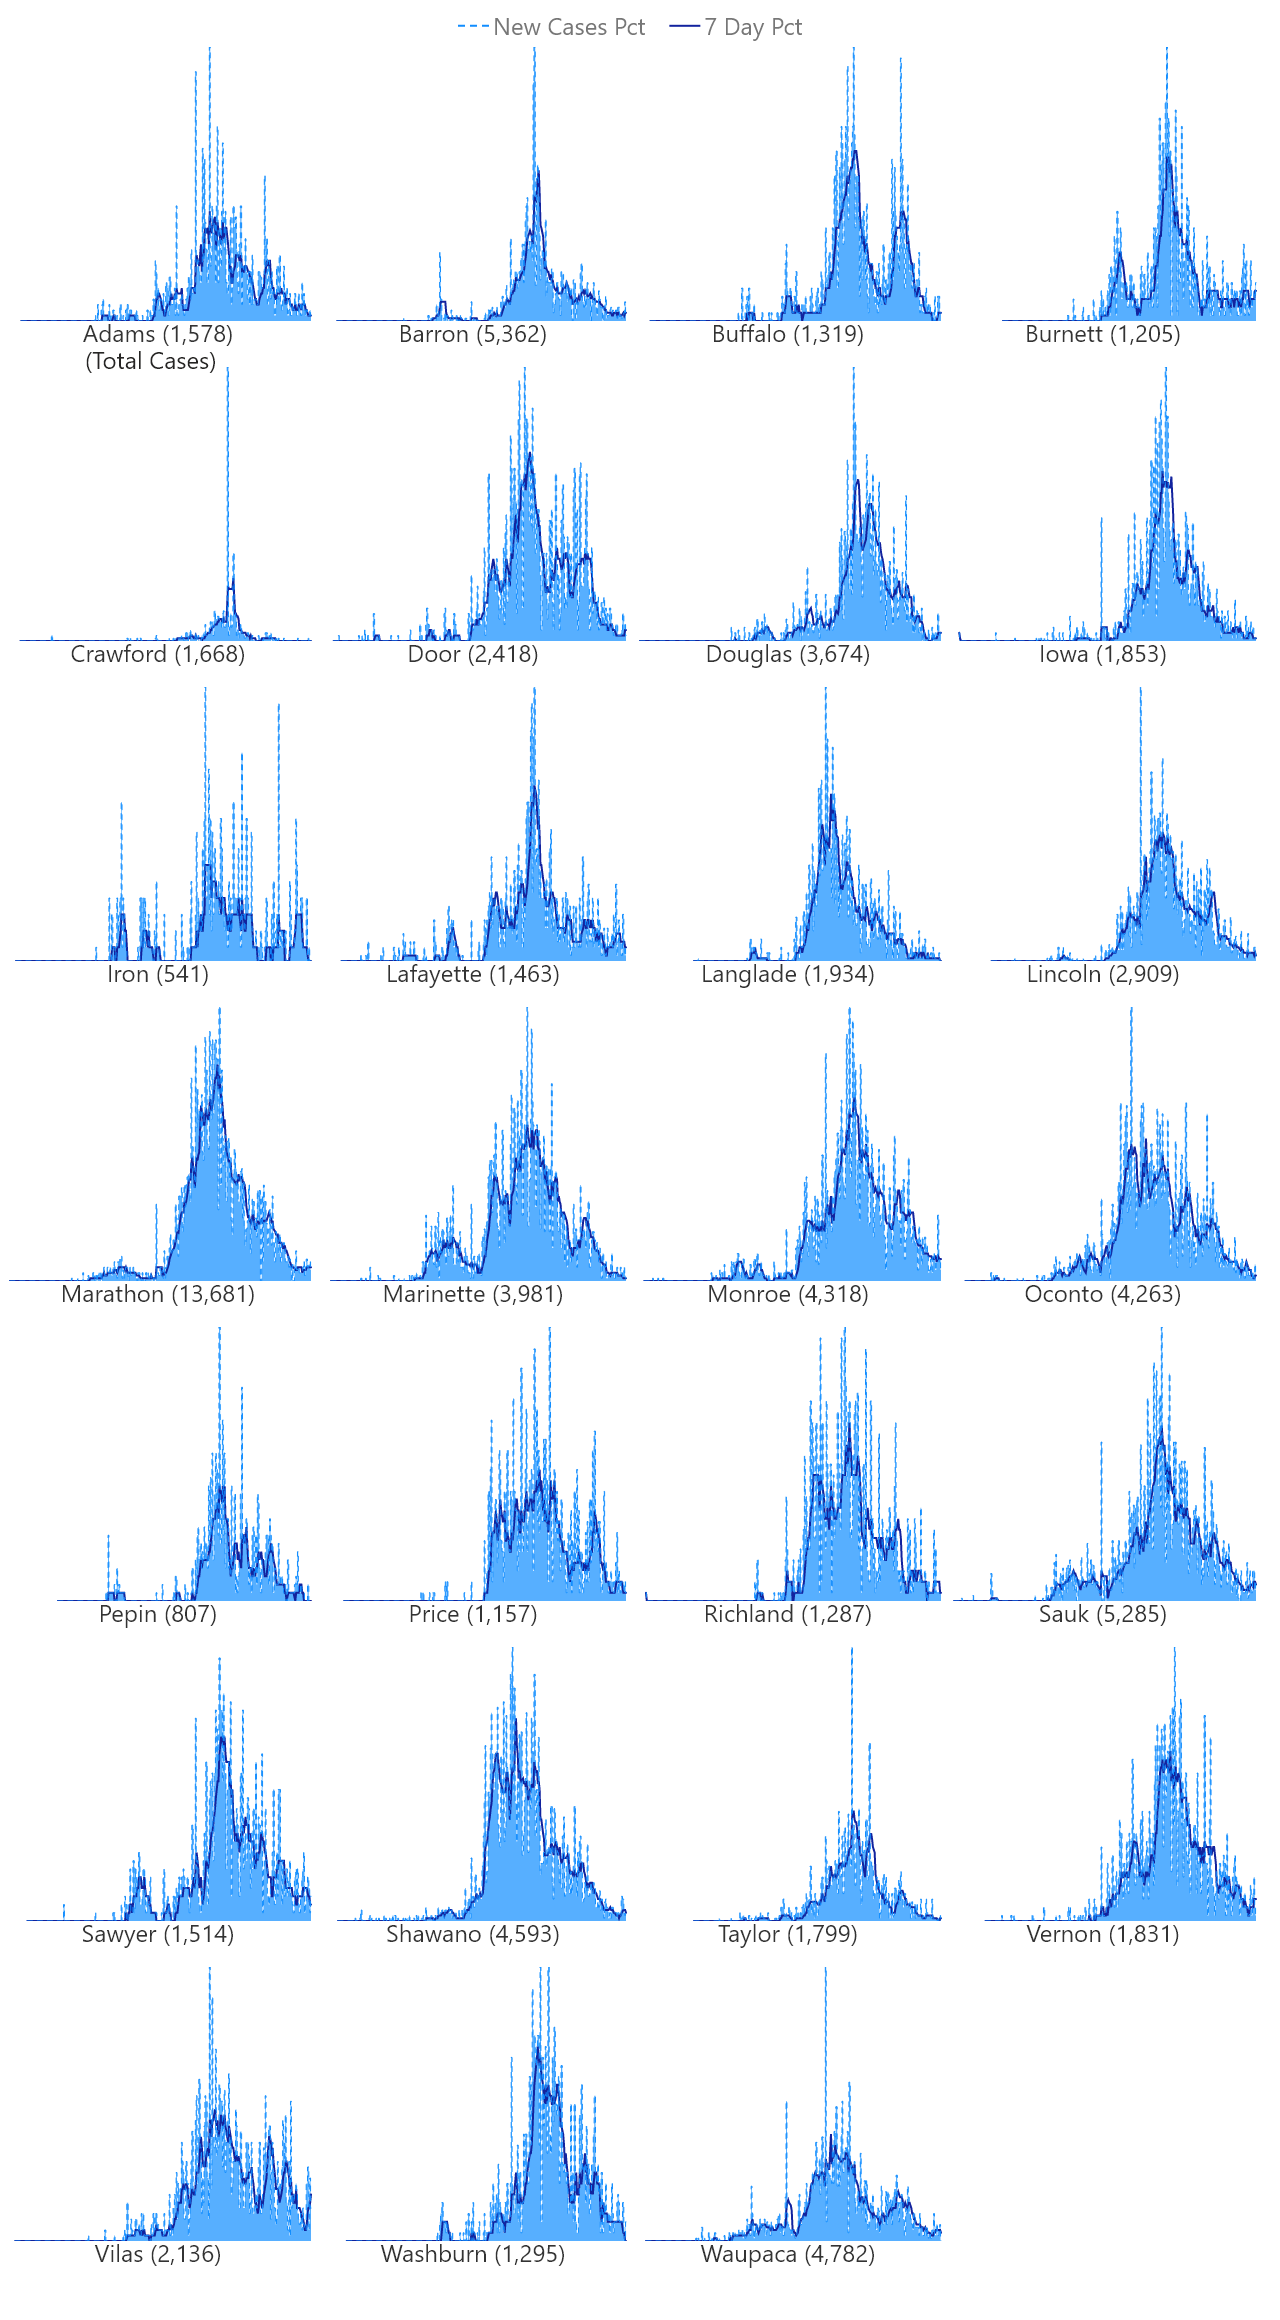 New Cases Pct 7 Day Pct
Adams (1,578) Barron (5,362) Buffalo (1,319) Burnett (1,205)
(Total Cases)
Crawford (1,668) Door (2,418) Douglas (3,674) Iowa (1,853)
Iron (541) Lafayette (1,463) Langlade (1,934) Lincoln (2,909)
Marathon (13,681) Marinette (3,981) Monroe (4,318) Oconto (4,263)
Pepin (807) Price (1,157) Richland (1,287) Sauk (5,285)
Sawyer (1,514) Shawano (4,593) Taylor (1,799) Vernon (1,831)
Vilas (2,136) Washburn (1,295) Waupaca (4,782)